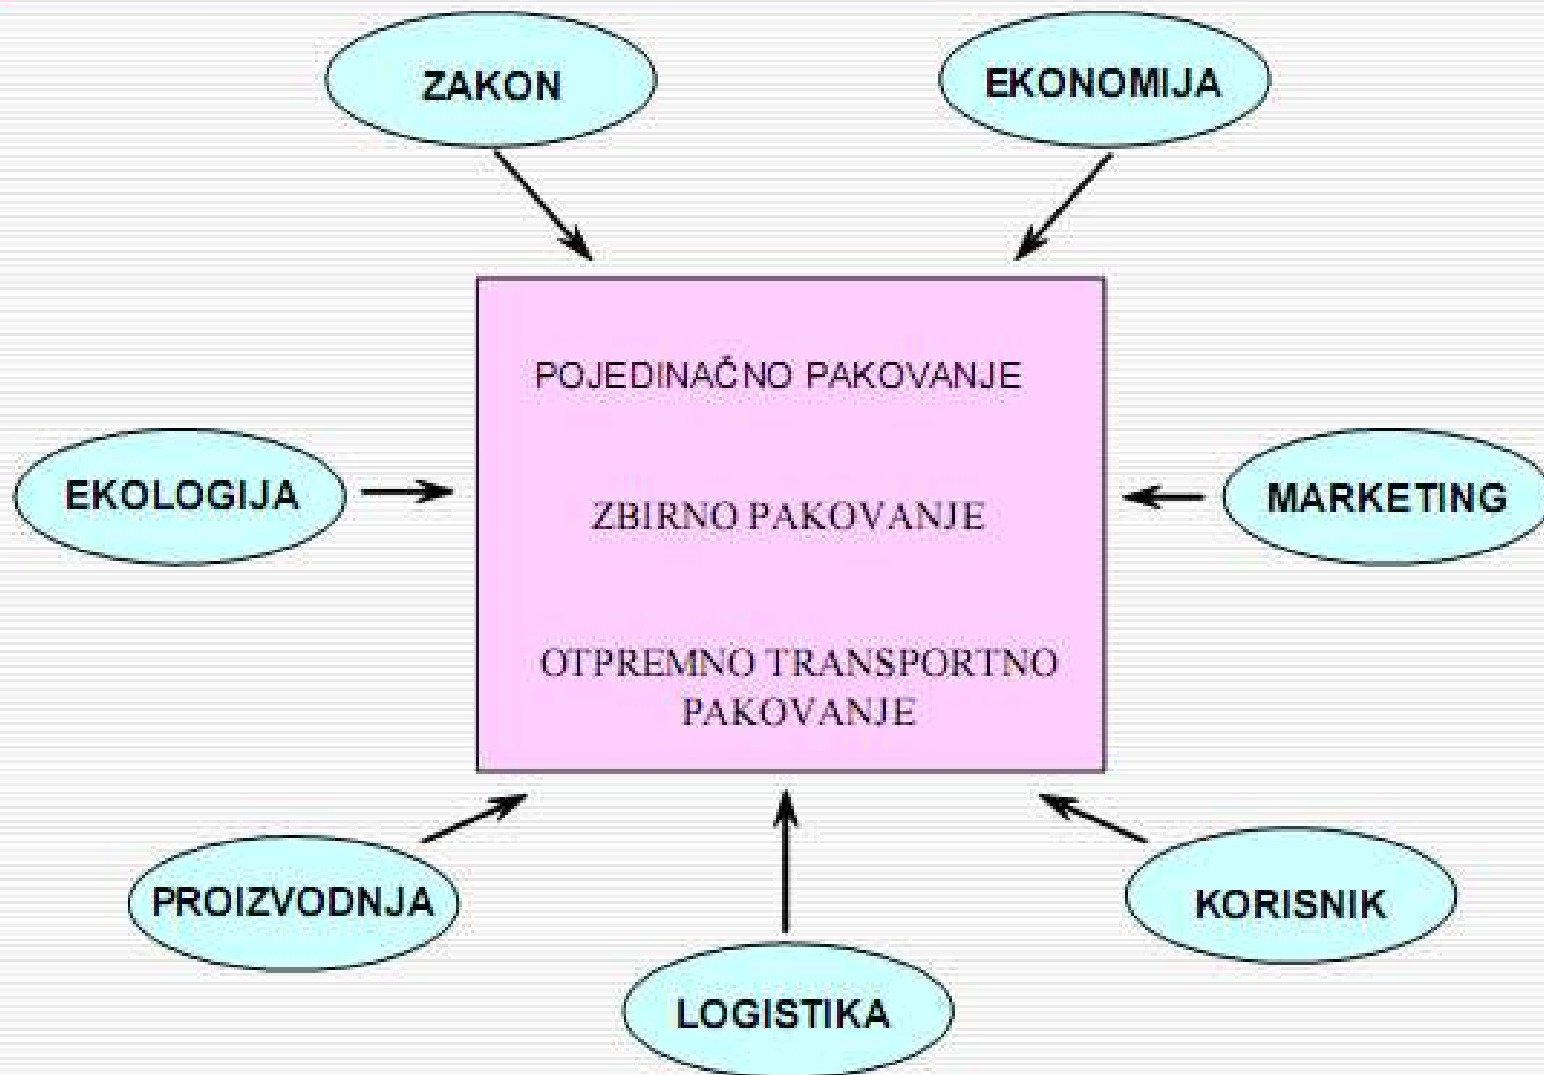 ZAKON
EKONOMIJA
POJEDINAČNO PAKOVANJE
EKOLOGIJA
ZBIRNO PAKOVANJE
MARKETING
OTPREMNO TRANSPORTNO
PAKOVANJE
PROIZVODNJA
KORISNIK
LOGISTIKA